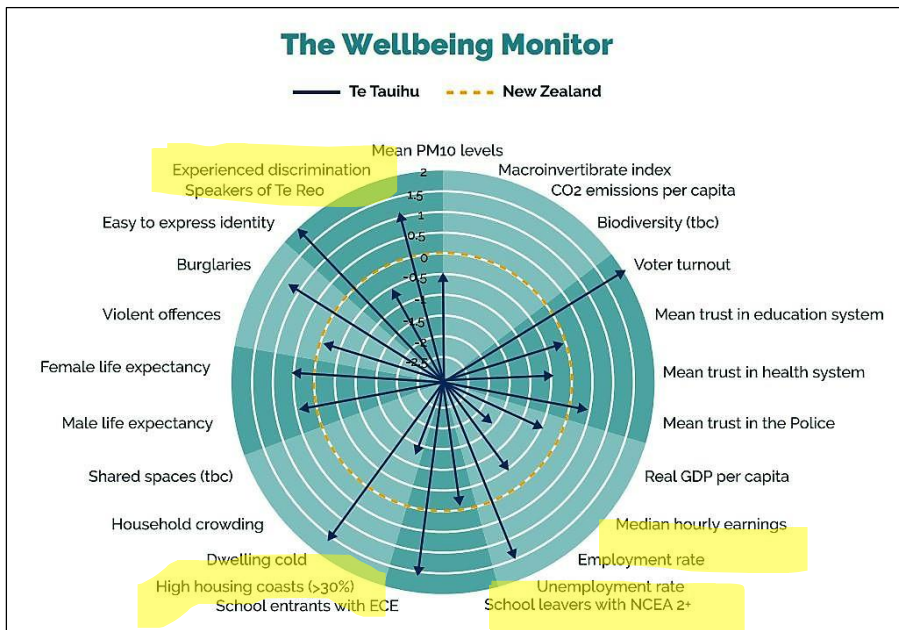 The Wellbeing Monitor
Te Tauihu
New Zealand
Mean PM10 levels
Macroinvertibrate index
CO2 emissions per capita
Biodiversity (tbc)
Voter turnout
Mean trust in education system
Mean trust in health system
Mean trust in the Police
Real GDP per capita
Median hourly earnings
Employment rate
Unemployment rate
School leavers with NCEA 2+
School entrants with ECE
High housing coasts (>30%)
Dwelling cold
Household crowding
Shared spaces (tbc)
Male life expectancy
Female life expectancy
Violent offences
Burglaries
Easy to express identity
Speakers of Te Reo
Experienced discrimination
2
1.5
1
0.5
0
-0.5
-1
-1.5
-2
-2.5